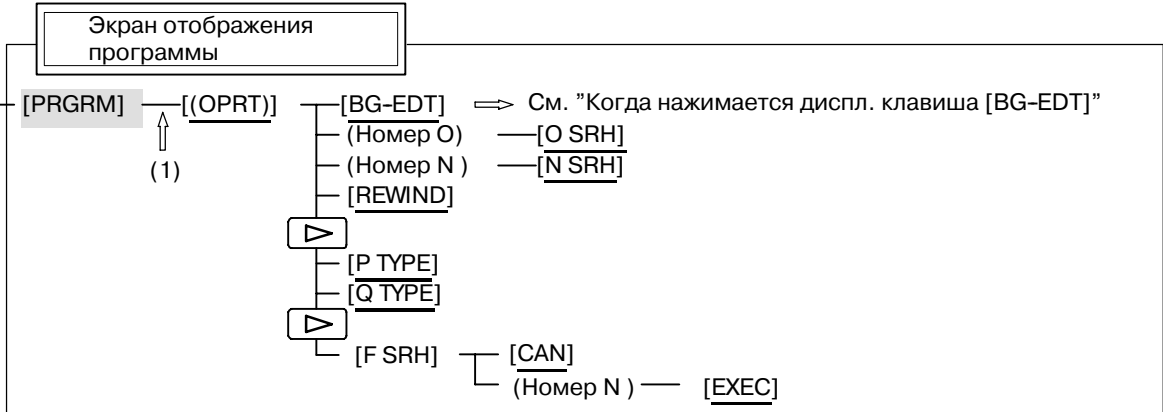 Экран отображения
программы
[PRGRM] [(OPRT)] [BG-EDT] См. ”Когда нажимается диспл. клавиша [BG-EDT]”
(Номер O) [O SRH]
(1) (Номер N ) [N SRH]
[REWIND]
[P TYPE]
[Q TYPE]
[F SRH] [CAN]
(Номер N ) [EXEC]